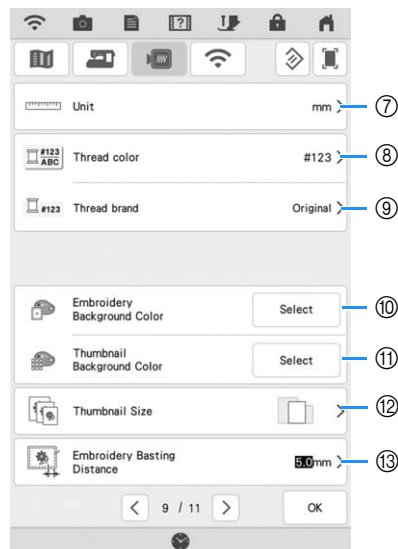 Unit
mm
⑦
#123
ABC
Thread color
#123
⑧
#123
Thread brand
Original
⑨
Embroidery
Background Color
Select
⑩
Thumbnail
Background Color
Select
⑪
Thumbnail Size
⑫
Embroidery Basting
Distance
5.0mm
⑬
9 / 11
OK